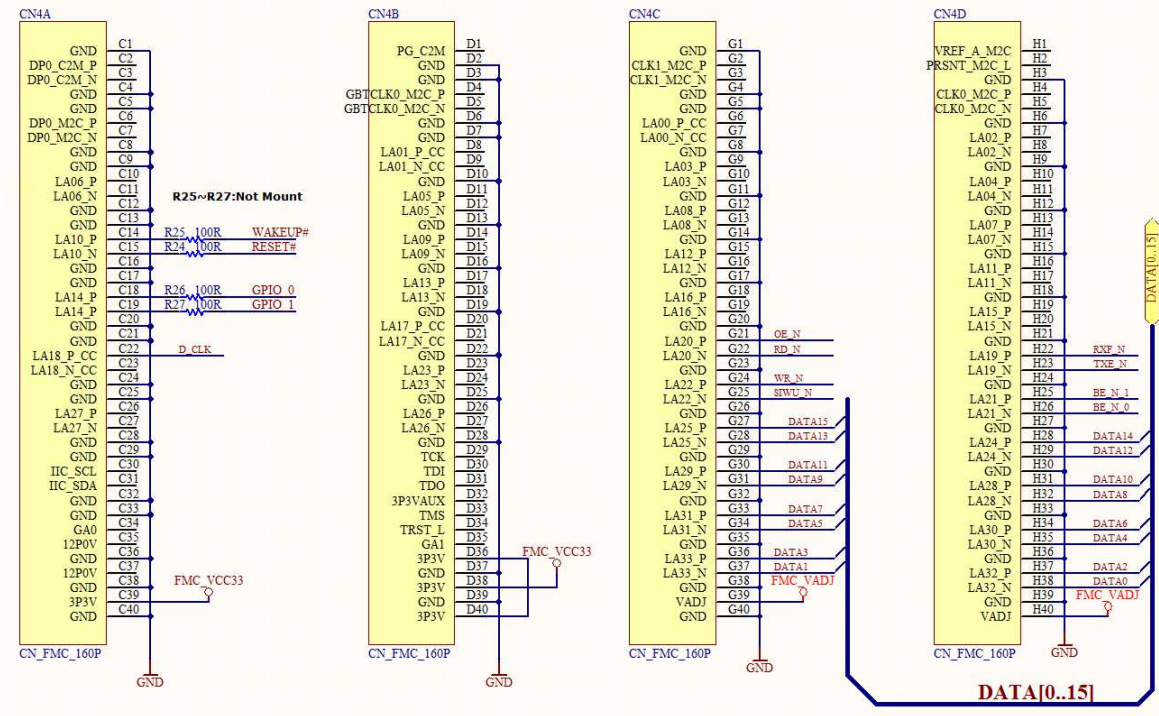 CN4A
GND C1
DP0_C2M_P C2
DP0_C2M_N C3
GND C4
GND C5
DP0_M2C_P C6
DP0_M2C_N C7
GND C8
GND C9
LA06_P C10
LA06_N C11
R25~R27:Not Mount
GND C12
GND C13
LA10_P C14 R25 100R WAKEUP#
LA10_N C15 R24 100R RESET#
GND C16
GND C17
LA14_P C18 R26 100R GPIO_0
LA14_N C19 R27 100R GPIO_1
GND C20
GND C21
LA18_P_CC C22 D_CLK
LA18_N_CC C23
GND C24
GND C25
LA27_P C26
LA27_N C27
GND C28
GND C29
IIC_SCL C30
IIC_SDA C31
GND C32
GND C33
GA0 C34
12P0V C35
GND C36
12P0V C37
GND C38
FMC_VCC33
3P3V C39
GND C40
CN_FMC_160P
GND
CN4B
PG_C2M D1
GND D2
GND D3
GBTCLK0_M2C_P D4
GBTCLK0_M2C_N D5
GND D6
GND D7
LA01_P_CC D8
LA01_N_CC D9
GND D10
LA05_P D11
LA05_N D12
GND D13
LA09_P D14
LA09_N D15
GND D16
LA13_P D17
LA13_N D18
GND D19
LA17_P_CC D20
LA17_N_CC D21
GND D22
LA23_P D23
LA23_N D24
GND D25
LA26_P D26
LA26_N D27
GND D28
TCK D29
TDI D30
TDO D31
3P3VAUX D32
TMS D33
TRST_L D34
GA1 D35
FMC_VCC33
3P3V D36
GND D37
3P3V D38
GND D39
3P3V D40
CN_FMC_160P
GND
CN4C
GND G1
CLK1_M2C_P G2
CLK1_M2C_N G3
GND G4
GND G5
LA00_P_CC G6
LA00_N_CC G7
GND G8
LA03_P G9
LA03_N G10
GND G11
LA08_P G12
LA08_N G13
GND G14
LA12_P G15
LA12_N G16
GND G17
LA16_P G18
LA16_N G19
GND G20
LA20_P G21 OE_N
LA20_N G22 RD_N
GND G23
LA22_P G24 WR_N
LA22_N G25 SIWU_N
GND G26
LA25_P G27 DATA15
LA25_N G28 DATA13
GND G29
LA29_P G30 DATA11
LA29_N G31 DATA9
GND G32
LA31_P G33 DATA7
LA31_N G34 DATA5
GND G35
LA33_P G36 DATA3
LA33_N G37 DATA1
GND G38 FMC_VADJ
VADJ G39
GND G40
CN_FMC_160P
GND
CN4D
VREF_A_M2C H1
PRSNT_M2C_L H2
GND H3
CLK0_M2C_P H4
CLK0_M2C_N H5
GND H6
LA02_P H7
LA02_N H8
GND H9
LA04_P H10
LA04_N H11
GND H12
LA07_P H13
LA07_N H14
GND H15
LA11_P H16
LA11_N H17
GND H18
LA15_P H19
LA15_N H20
GND H21
LA19_P H22 RXF_N
LA19_N H23 TXE_N
GND H24
LA21_P H25 BE_N_1
LA21_N H26 BE_N_0
GND H27
LA24_P H28 DATA14
LA24_N H29 DATA12
GND H30
LA28_P H31 DATA10
LA28_N H32 DATA8
GND H33
LA30_P H34 DATA6
LA30_N H35 DATA4
GND H36
LA32_P H37 DATA2
LA32_N H38 DATA0
GND H39 FMC_VADJ
VADJ H40
CN_FMC_160P
GND
DATA[0..15]
DATA[0..15]